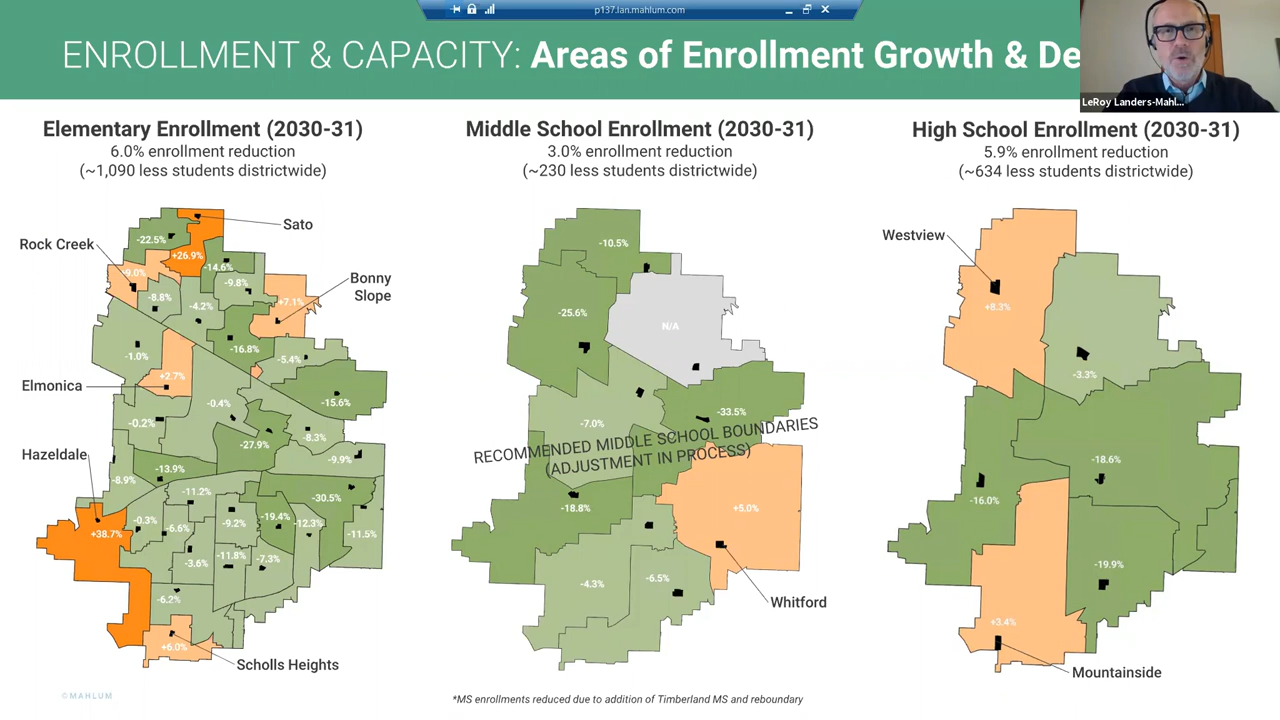 p137.lan.mahlum.com
ENROLLMENT & CAPACITY: Areas of Enrollment Growth & De
LeRoy Landers-Mahl...
Elementary Enrollment (2030-31)
6.0% enrollment reduction
(~1,090 less students districtwide)
Sato
Rock Creek
Bonny
Slope
Elmonica
Hazeldale
Scholls Heights
-22.5%
+26.9%
-14.6%
+9.0%
-9.8%
-8.8%
-4.2%
+7.1%
-16.8%
-1.0%
-5.4%
+2.7%
-15.6%
-0.4%
-0.2%
-8.3%
-27.9%
-9.9%
-13.9%
-8.9%
-11.2%
-30.5%
-0.3%
-6.6%
-9.2%
-19.4%
-12.3%
+38.7%
-11.5%
-3.6%
-11.8%
-7.3%
-6.2%
+6.0%
Middle School Enrollment (2030-31)
3.0% enrollment reduction
(~230 less students districtwide)
-10.5%
-25.6%
N/A
-33.5%
-7.0%
RECOMMENDED MIDDLE SCHOOL BOUNDARIES
(ADJUSTMENT IN PROCESS)
-18.8%
+5.0%
-4.3%
-6.5%
Whitford
High School Enrollment (2030-31)
5.9% enrollment reduction
(~634 less students districtwide)
Westview
+8.3%
-3.3%
-18.6%
-16.0%
-19.9%
+3.4%
Mountainside
©MAHLUM
*MS enrollments reduced due to addition of Timberland MS and reboundary